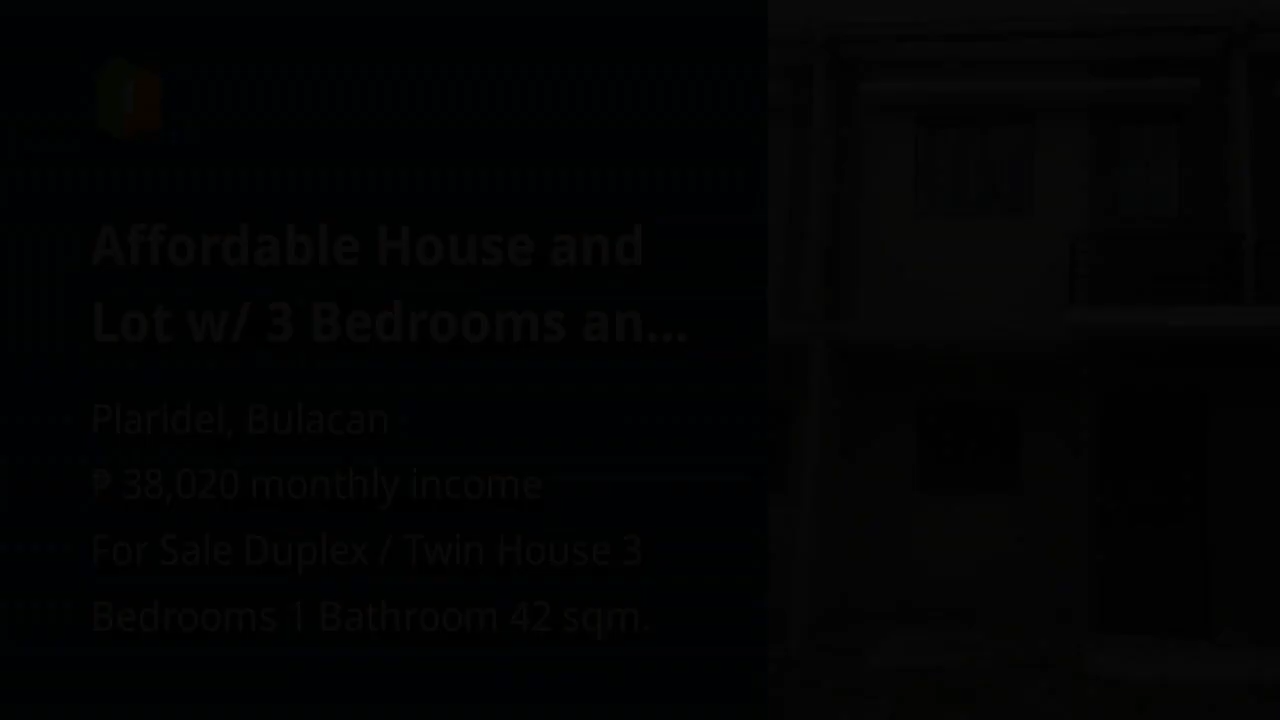 Affordable House and
Lot w/ 3 Bedrooms an...
Plaridel, Bulacan
₱ 38,020 monthly income
For Sale Duplex / Twin House 3
Bedrooms 1 Bathroom 42 sqm.